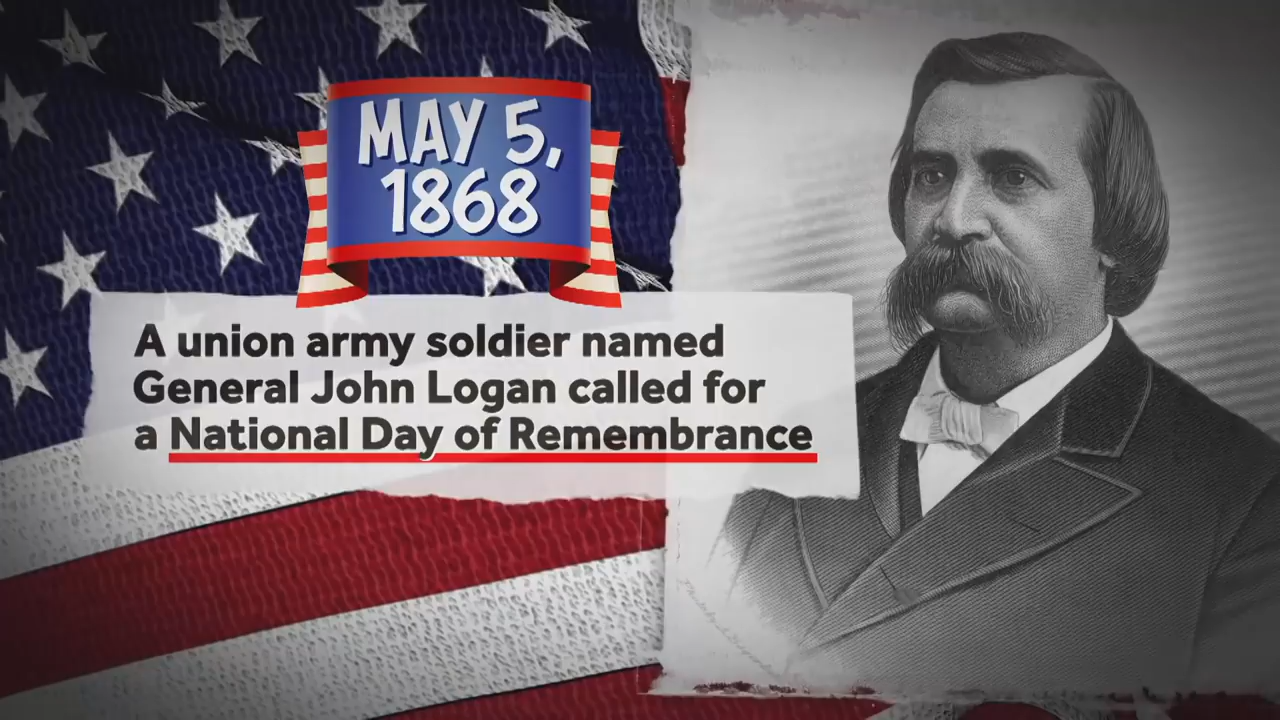 MAY 5,
1868
A union army soldier named
General John Logan called for
a National Day of Remembrance